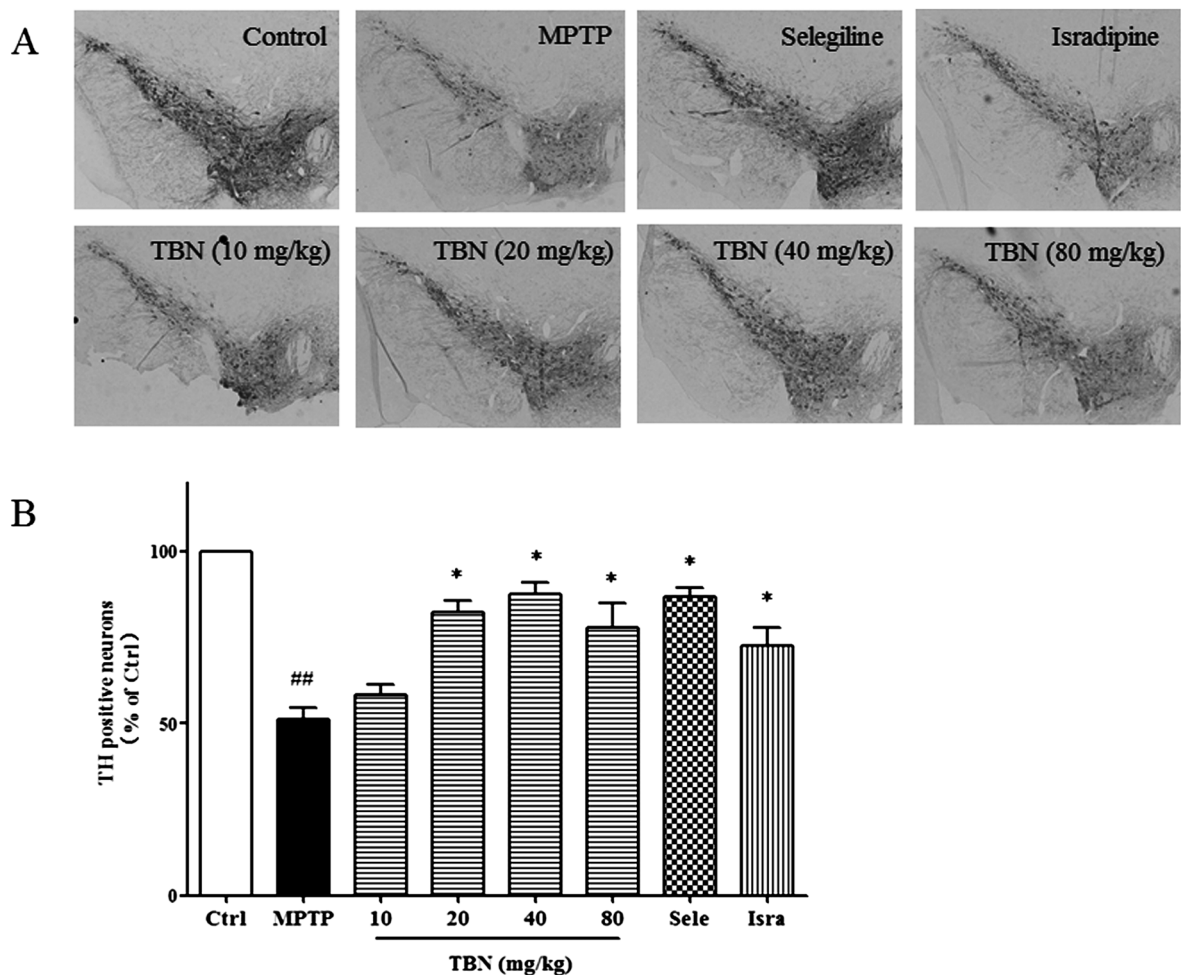 A
Control
MPTP
Selegiline
Isradipine
TBN (10 mg/kg)
TBN (20 mg/kg)
TBN (40 mg/kg)
TBN (80 mg/kg)
B
TH positive neurons
( % of Ctrl )
100
50
0
##
*
*
*
*
*
Ctrl MPTP 10 20 40 80 Sele Isra
TBN (mg/kg)